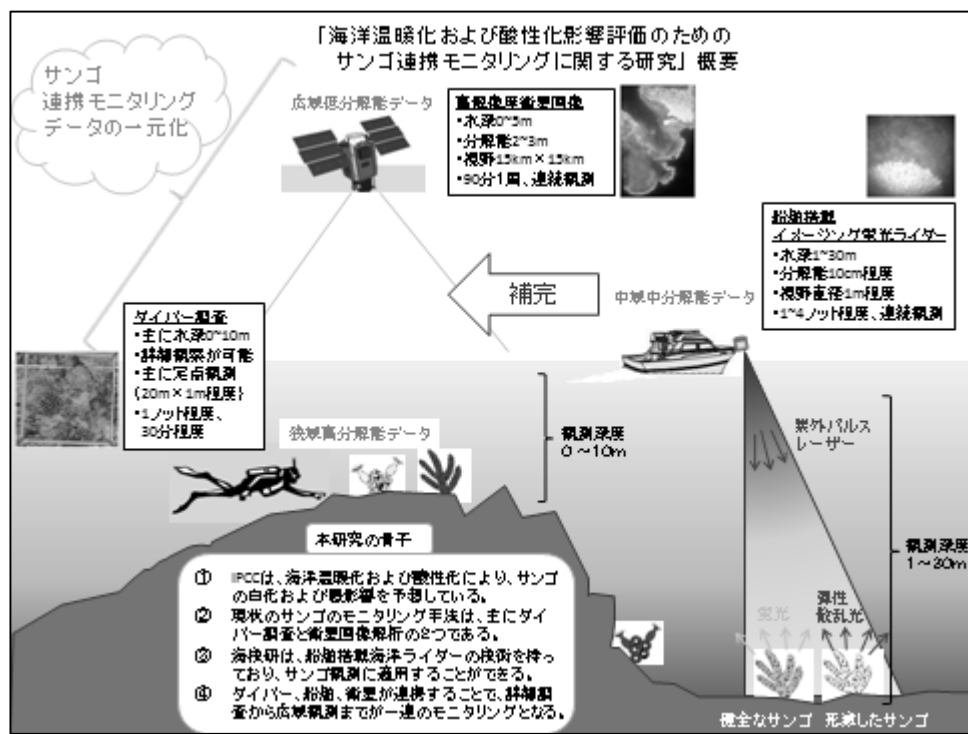 「海洋温暖化および酸性化影響評価のための
サンゴ連携モニタリングに関する研究」概要
サンゴ
連携モニタリング
データの一元化
広域低分解能データ
高解像度衛星画像
•水深0~5m
•分解能2~3m
•視野15km×15km
•90分1周、連続観測
船舶搭載
イメージング蛍光ライダー
•水深1~30m
•分解能10cm程度
•視野直径1m程度
•1~4ノット程度、連続観測
補完
中域中分解能データ
ダイバー調査
•主に水深0~10m
•詳細観察が可能
•主に定点観測
(20m×1m程度)
•1ノット程度、
30分程度
狭域高分解能データ
観測深度
0～10m
紫外パルス
レーザー
観測深度
1～30m
本研究の骨子
① IPCCは、海洋温暖化および酸性化により、サンゴ
の白化および悪影響を予想している。
② 現状のサンゴのモニタリング手法は、主にダイ
バー調査と衛星画像解析の2つである。
③ 海技研は、船舶搭載海洋ライダーの技術を持っ
ており、サンゴ観測に適用することができる。
④ ダイバー、船舶、衛星が連携することで、詳細調
査から広域観測までが一連のモニタリングとなる。
蛍光
弾性
散乱光
健全なサンゴ 死滅したサンゴ